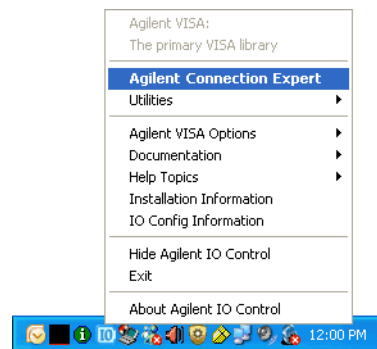 Agilent VISA:
The primary VISA library
Agilent Connection Expert
Utilities
Agilent VISA Options
Documentation
Help Topics
Installation Information
IO Config Information
Hide Agilent IO Control
Exit
About Agilent IO Control
IO 12:00 PM